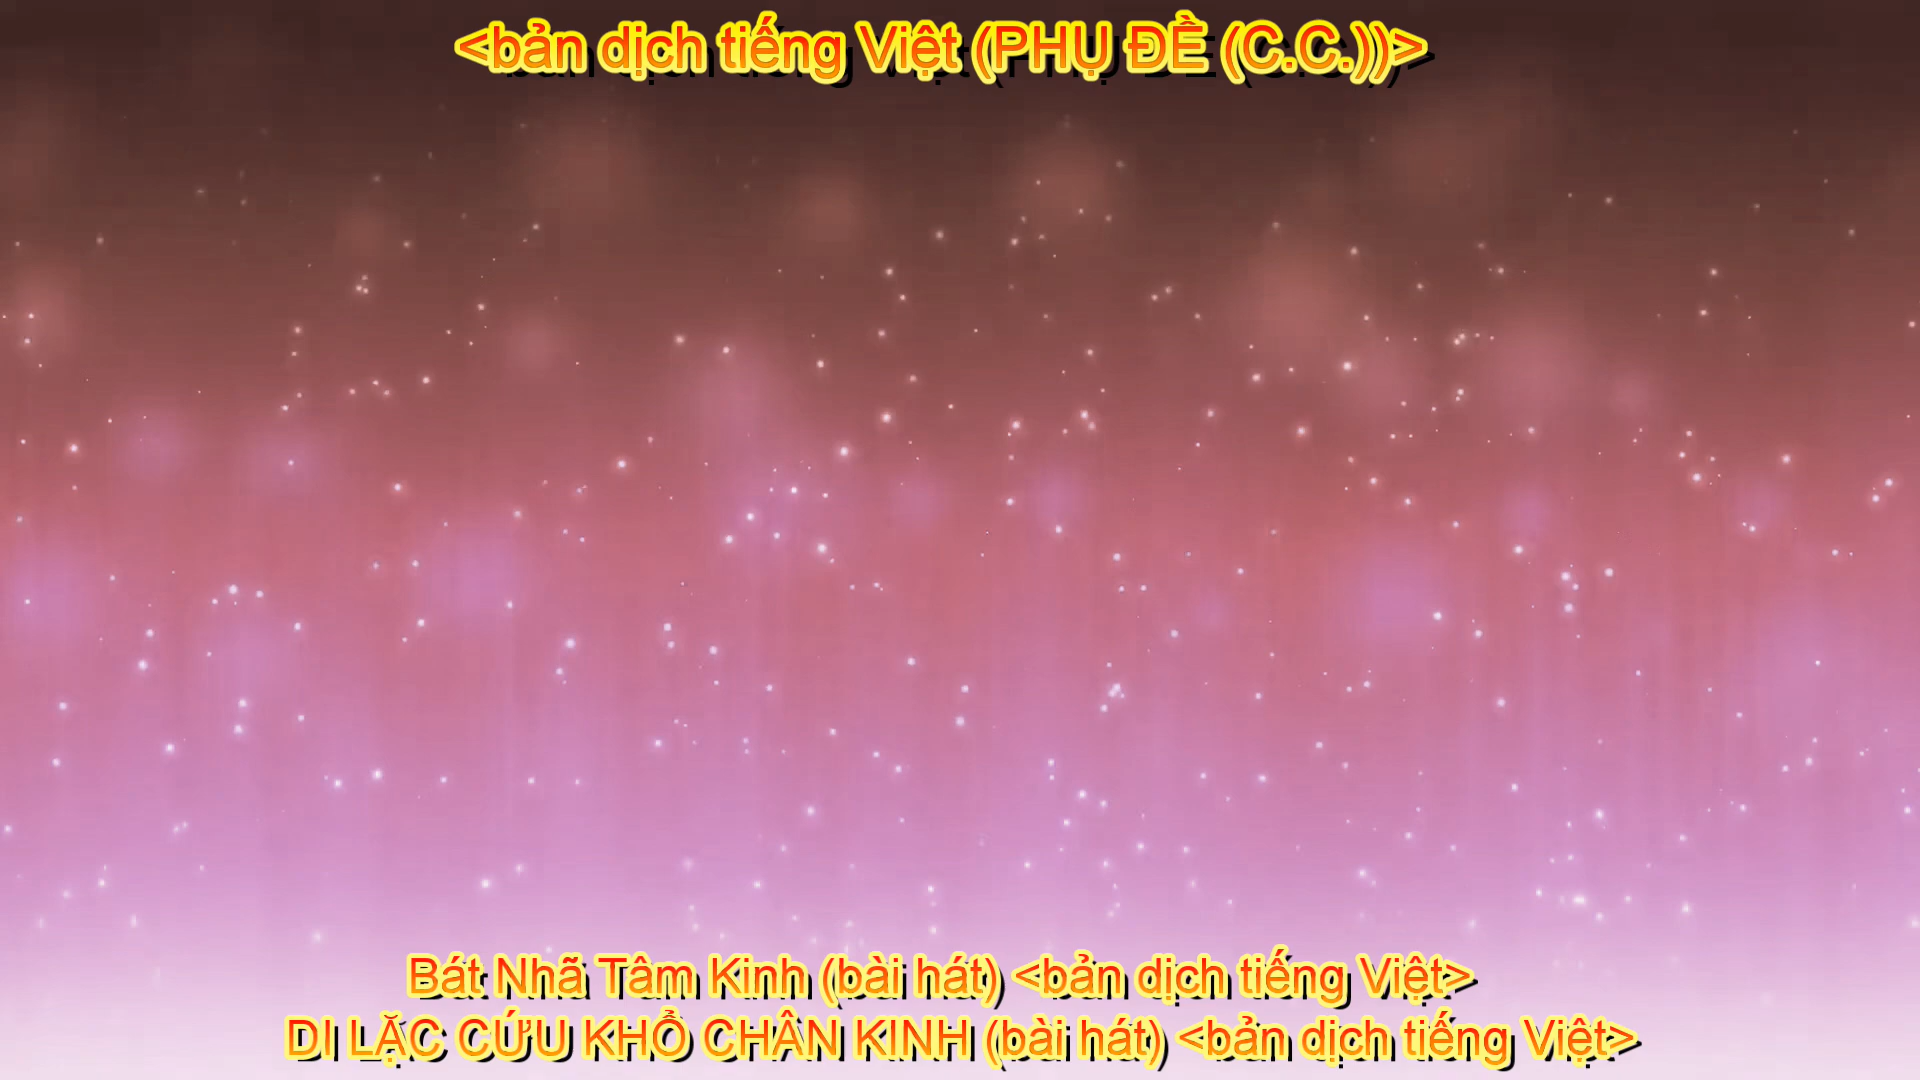 <bản dịch tiếng Việt (PHỤ ĐỀ (C.C.))>
Bát Nhã Tâm Kinh (bài hát) <bản dịch tiếng Việt>
DI LẶC CỨU KHỔ CHÂN KINH (bài hát) <bản dịch tiếng Việt>